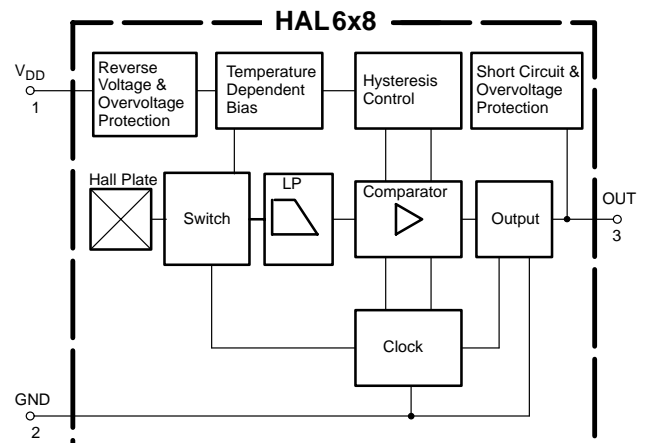 HAL 6x8
VDD
1
Reverse
Voltage &
Overvoltage
Protection
Temperature
Dependent
Bias
Hysteresis
Control
Short Circuit &
Overvoltage
Protection
Hall Plate
Switch
LP
Comparator
Output
OUT
3
Clock
GND
2